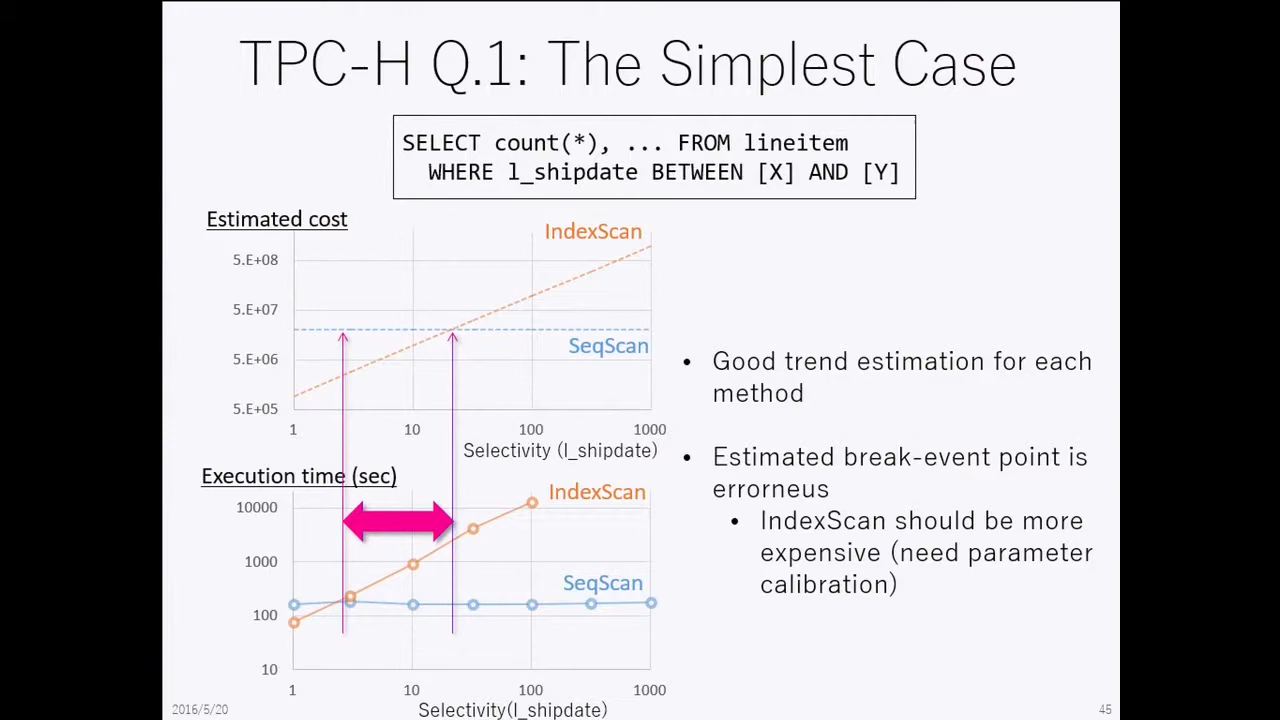 TPC-H Q.1: The Simplest Case
SELECT count(*), ... FROM lineitem
WHERE l_shipdate BETWEEN [X] AND [Y]
Estimated cost
IndexScan
5.E+08
5.E+07
SeqScan
5.E+06
5.E+05
1 10 100 1000
Selectivity (l_shipdate)
Execution time (sec)
IndexScan
10000
1000
SeqScan
100
10
1 10 100 1000
Selectivity(l_shipdate)
• Good trend estimation for each
method
• Estimated break-event point is
errorneus
• IndexScan should be more
expensive (need parameter
calibration)
2016/5/20
45